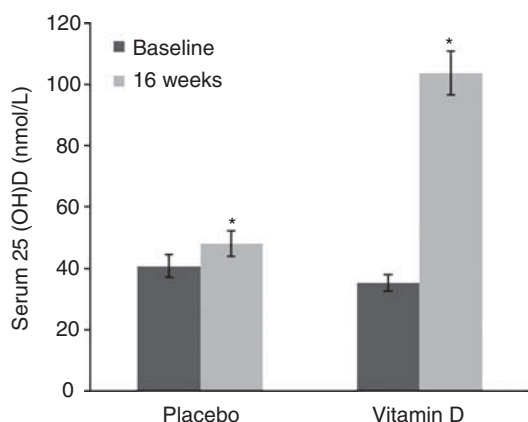 120
100
80
60
40
20
0
Serum 25 (OH)D (nmol/L)
Baseline
16 weeks
*
*
Placebo
Vitamin D